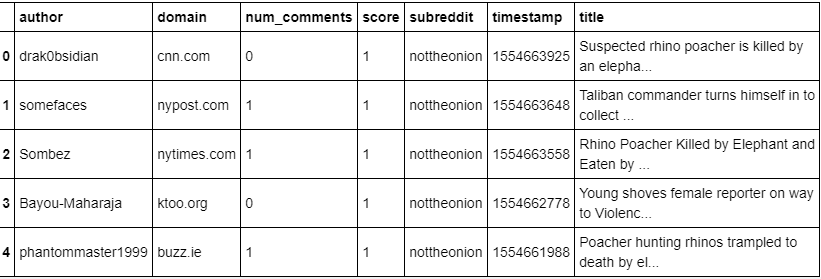 author domain num_comments score subreddit timestamp title
0 drak0bsidian cnn.com 0 1 nottheonion 1554663925 Suspected rhino poacher is killed by
an elepha...
1 somefaces nypost.com 1 1 nottheonion 1554663648 Taliban commander turns himself in to
collect ...
2 Sombez nytimes.com 1 1 nottheonion 1554663558 Rhino Poacher Killed by Elephant and
Eaten by ...
3 Bayou-Maharaja ktoo.org 0 1 nottheonion 1554662778 Young shoves female reporter on way
to Violenc...
4 phantommaster1999 buzz.ie 1 1 nottheonion 1554661988 Poacher hunting rhinos trampled to
death by el...